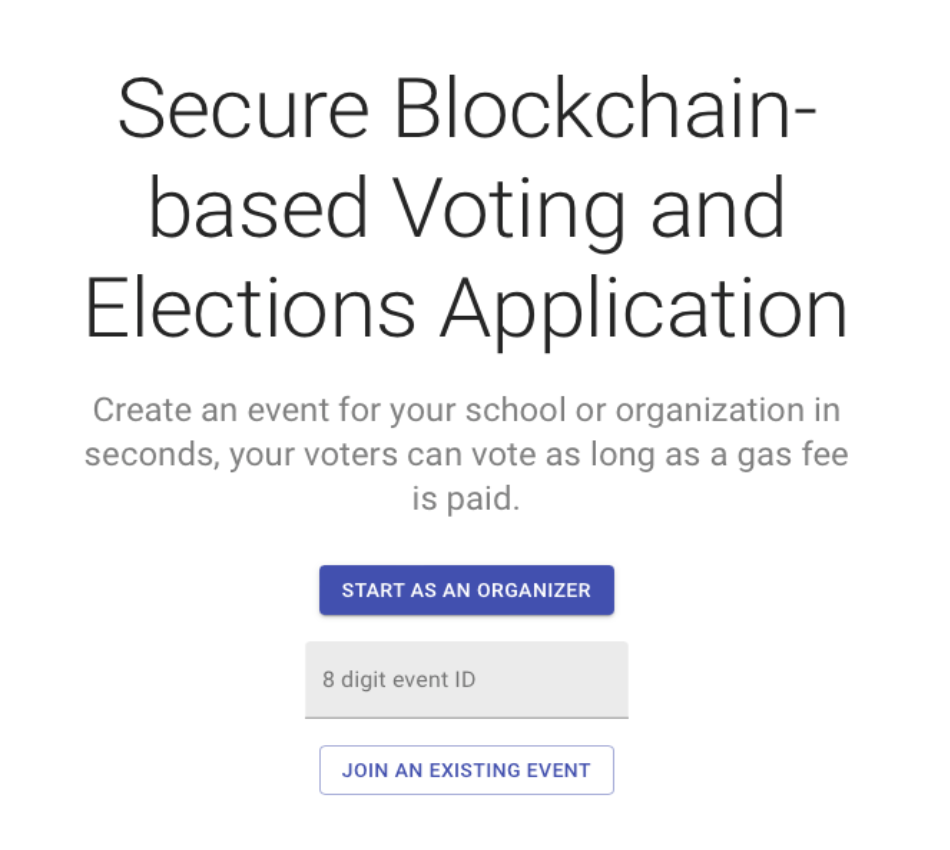 Secure Blockchain-
based Voting and
Elections Application
Create an event for your school or organization in
seconds, your voters can vote as long as a gas fee
is paid.
START AS AN ORGANIZER
8 digit event ID
JOIN AN EXISTING EVENT